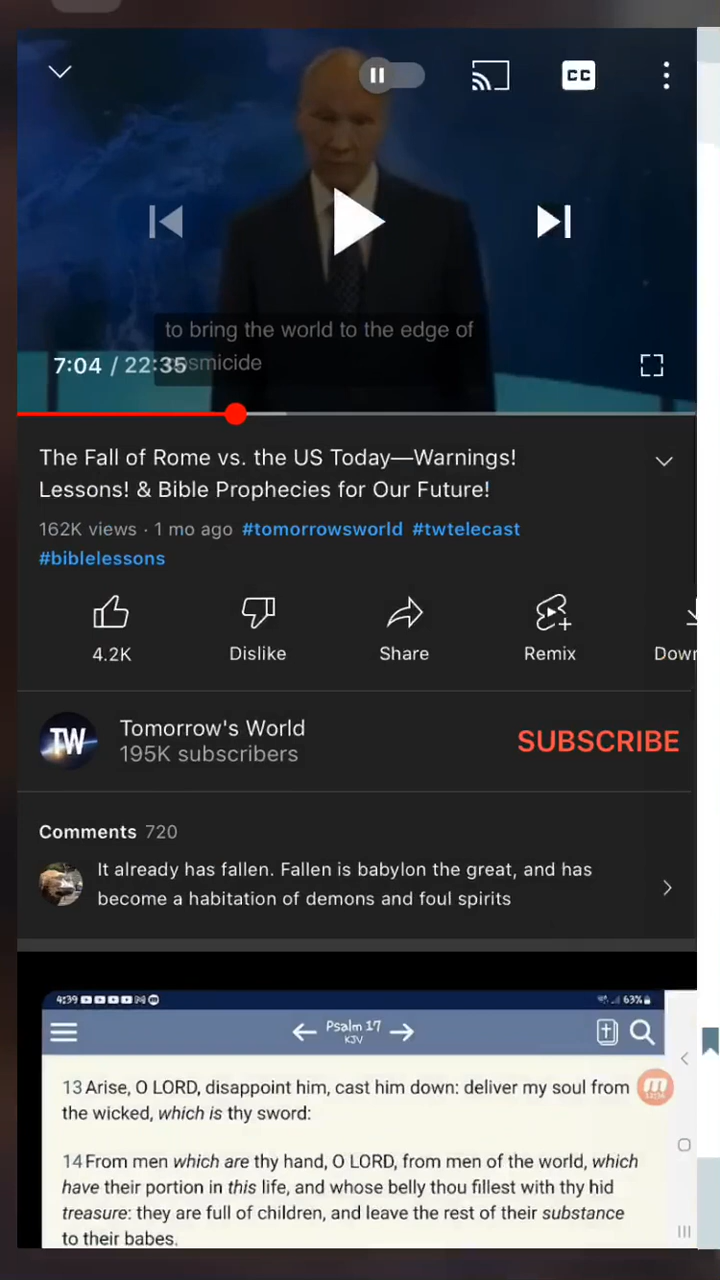 CC
to bring the world to the edge of
7:04 / 22:35 smicide
The Fall of Rome vs. the US Today—Warnings!
Lessons! & Bible Prophecies for Our Future!
162K views · 1 mo ago #tomorrowsworld #twtelecast
#biblelessons
4.2K Dislike Share Remix Down
TW
Tomorrow's World
195K subscribers
SUBSCRIBE
Comments 720
It already has fallen. Fallen is babylon the great, and has
become a habitation of demons and foul spirits
4:39 63%
Psalm 17
KJV
13 Arise, O LORD, disappoint him, cast him down: deliver my soul from
the wicked, which is thy sword:
14 From men which are thy hand, O LORD, from men of the world, which
have their portion in this life, and whose belly thou fillest with thy hid
treasure: they are full of children, and leave the rest of their substance
to their babes.